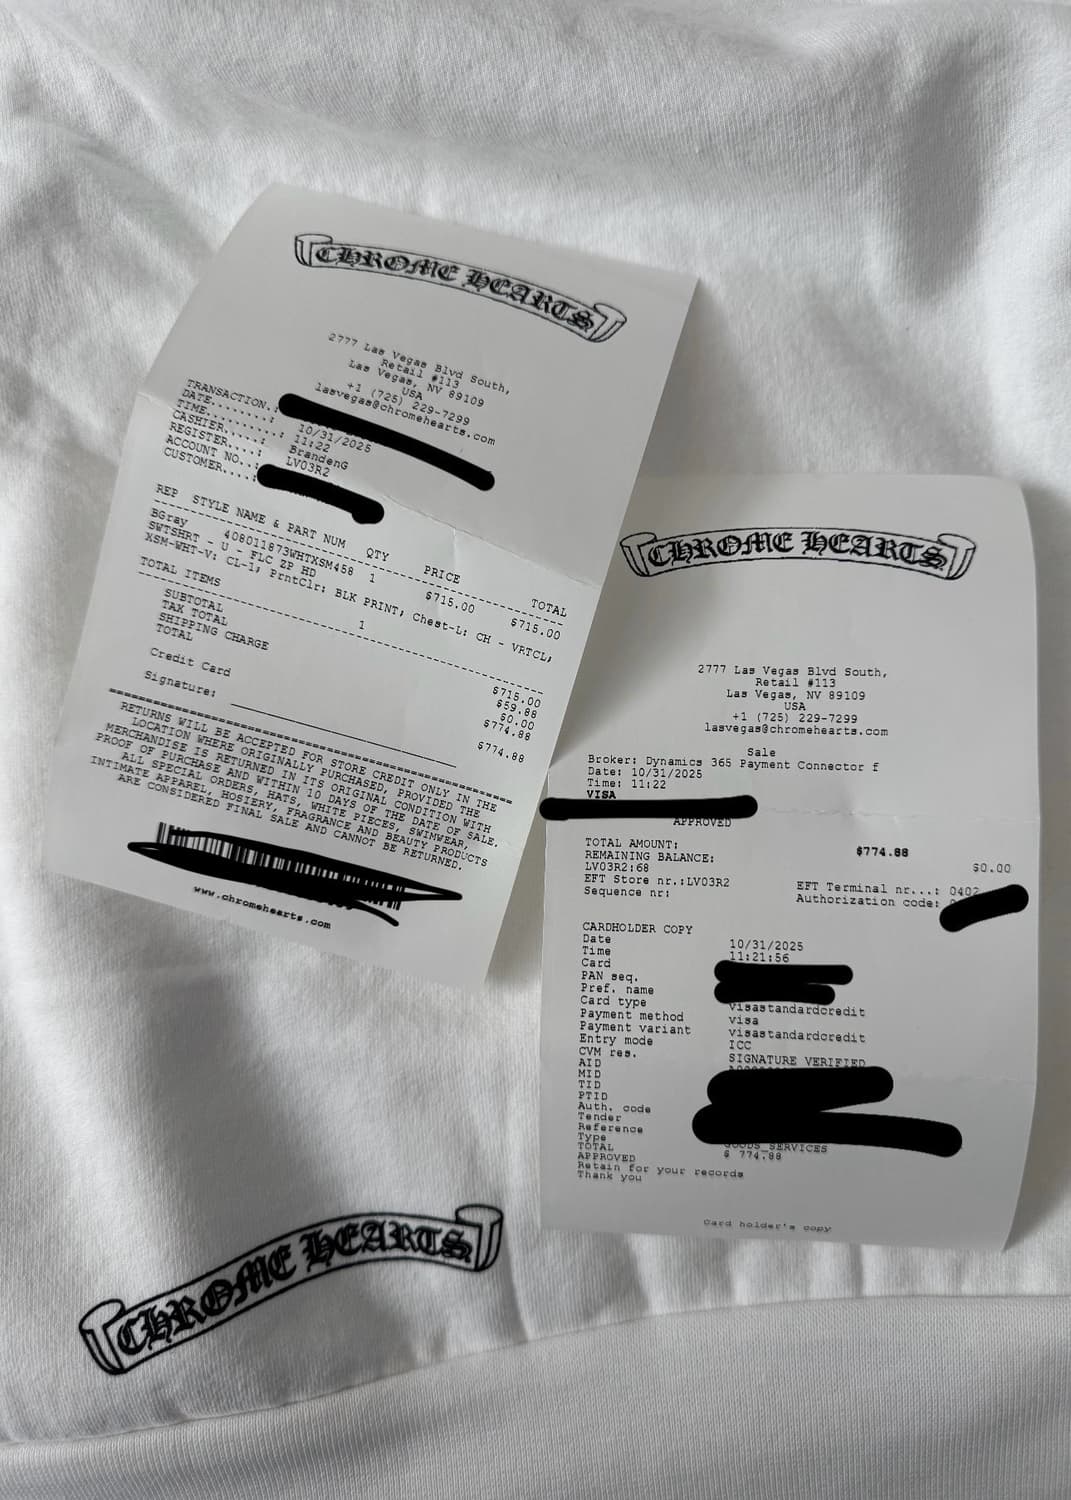 CHROME HEARTS
2777 Las Vegas Blvd South,
Retail #113
Las Vegas, NV 89109
USA
+1 (725) 229-7299
lasvegas@chromehearts.com
TRANSACTION.:
DATE........: 10/31/2025
TIME.........: 11:22
CASHIER.....: BrandenG
REGISTER....: LV03R2
ACCOUNT NO..:
CUSTOMER....:
REP STYLE NAME & PART NUM QTY PRICE TOTAL
BGray 408011873WHTXSM458 1 $715.00 $715.00
SWTSHRT - U - FLC ZP HD
XSM-WHT-V; CL-1; PrntClr: BLK PRINT; Chest-L: CH - VRTCL;
TOTAL ITEMS 1
SUBTOTAL $715.00
TAX TOTAL $59.88
SHIPPING CHARGE $0.00
TOTAL $774.88
Credit Card $774.88
Signature:
RETURNS WILL BE ACCEPTED FOR STORE CREDIT ONLY IN THE
LOCATION WHERE ORIGINALLY PURCHASED, PROVIDED THE
MERCHANDISE IS RETURNED IN ITS ORIGINAL CONDITION WITH
PROOF OF PURCHASE AND WITHIN 10 DAYS OF THE DATE OF SALE.
ALL SPECIAL ORDERS, HATS, WHITE PIECES, SWIMWEAR,
INTIMATE APPAREL, HOSIERY, FRAGRANCE AND BEAUTY PRODUCTS
ARE CONSIDERED FINAL SALE AND CANNOT BE RETURNED.
www.chromehearts.com
CHROME HEARTS
2777 Las Vegas Blvd South,
Retail #113
Las Vegas, NV 89109
USA
+1 (725) 229-7299
lasvegas@chromehearts.com
Sale
Broker: Dynamics 365 Payment Connector f
Date: 10/31/2025
Time: 11:22
VISA
APPROVED
TOTAL AMOUNT: $774.88
REMAINING BALANCE: $0.00
LV03R2:68
EFT Store nr.:LV03R2 EFT Terminal nr...: 0402
Sequence nr: Authorization code:
CARDHOLDER COPY
Date 10/31/2025
Time 11:21:56
Card
PAN seq.
Pref. name
Card type visastandardcredit
Payment method visa
Payment variant visastandardcredit
Entry mode ICC
CVM res. SIGNATURE VERIFIED
AID
MID
TID
PTID
Auth. code
Tender
Reference
Type GOODS_SERVICES
TOTAL $ 774.88
APPROVED
Retain for your records
Thank you
Card holder's copy
CHROME HEARTS